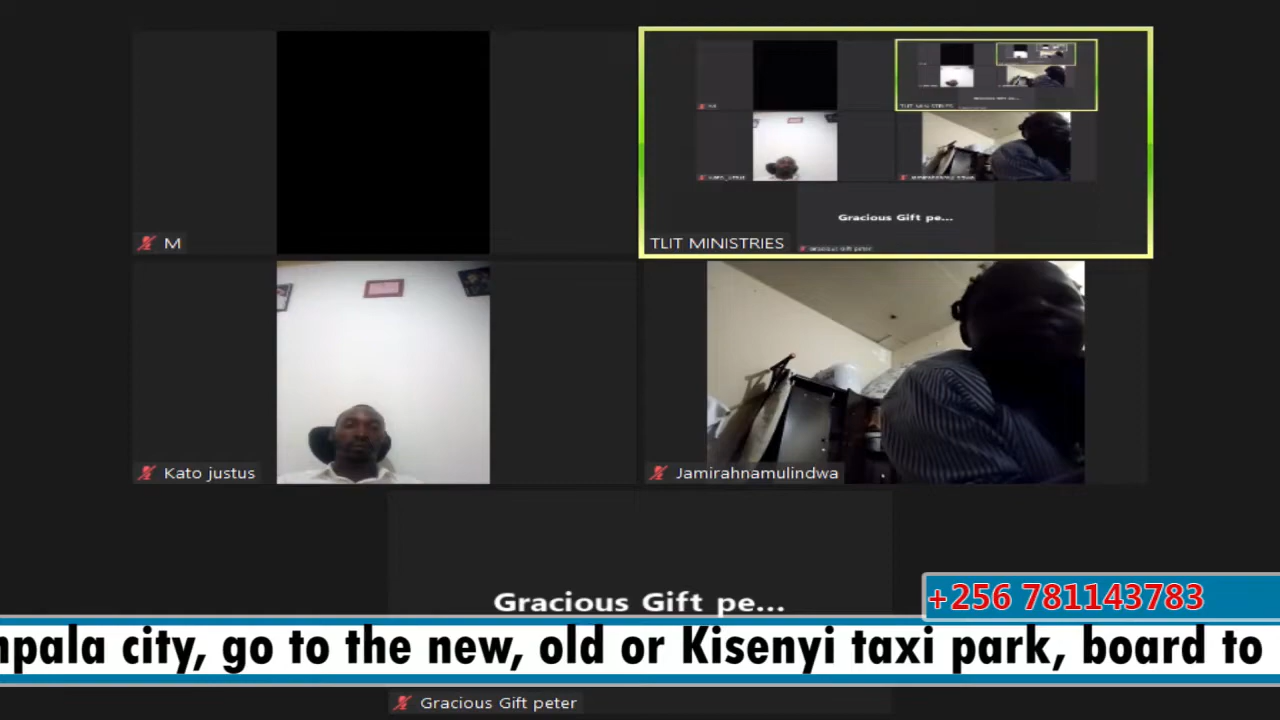 M
TLIT MINISTRIES
Gracious Gift pe...
Kato justus
Jamirahnamulindwa
Gracious Gift pe...
+256 781143783
city, go to the new, old or Kisenyi taxi park, board to
Gracious Gift peter